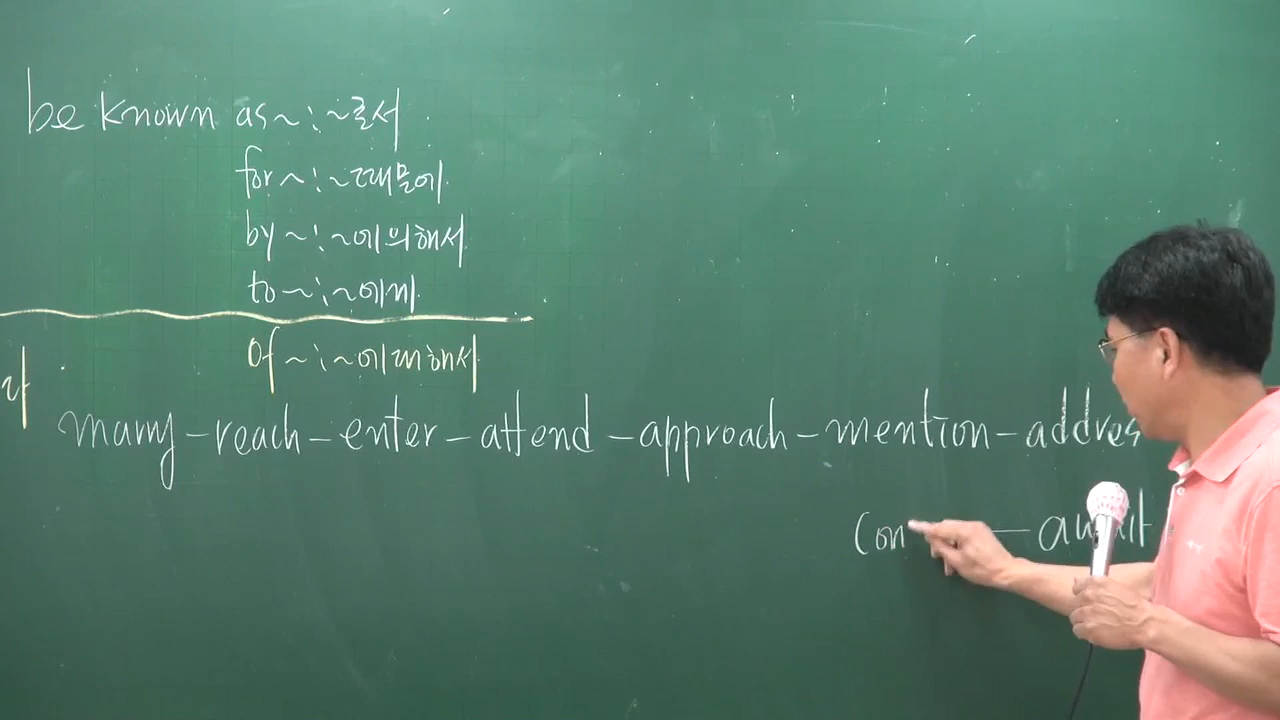 be known as ~ : ~로서
for ~ : ~때문에
by ~ : ~에의해서
to ~ : ~에게
of ~ : ~에대해서
marry - reach - enter - attend - approach - mention - addres
con — await